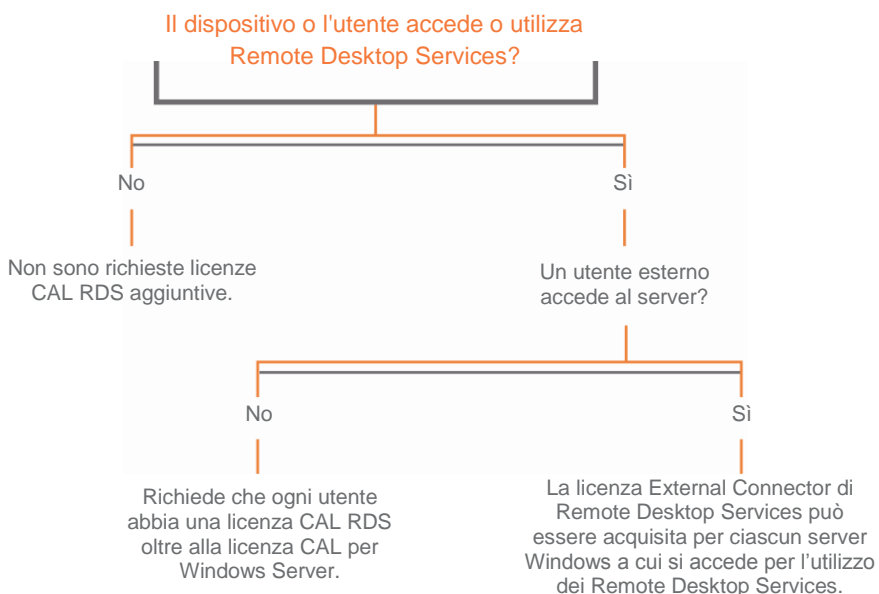 Il dispositivo o l'utente accede o utilizza
Remote Desktop Services?
No
Sì
Non sono richieste licenze
CAL RDS aggiuntive.
Un utente esterno
accede al server?
No
Sì
Richiede che ogni utente
abbia una licenza CAL RDS
oltre alla licenza CAL per
Windows Server.
La licenza External Connector di
Remote Desktop Services può
essere acquisita per ciascun server
Windows a cui si accede per l'utilizzo
dei Remote Desktop Services.